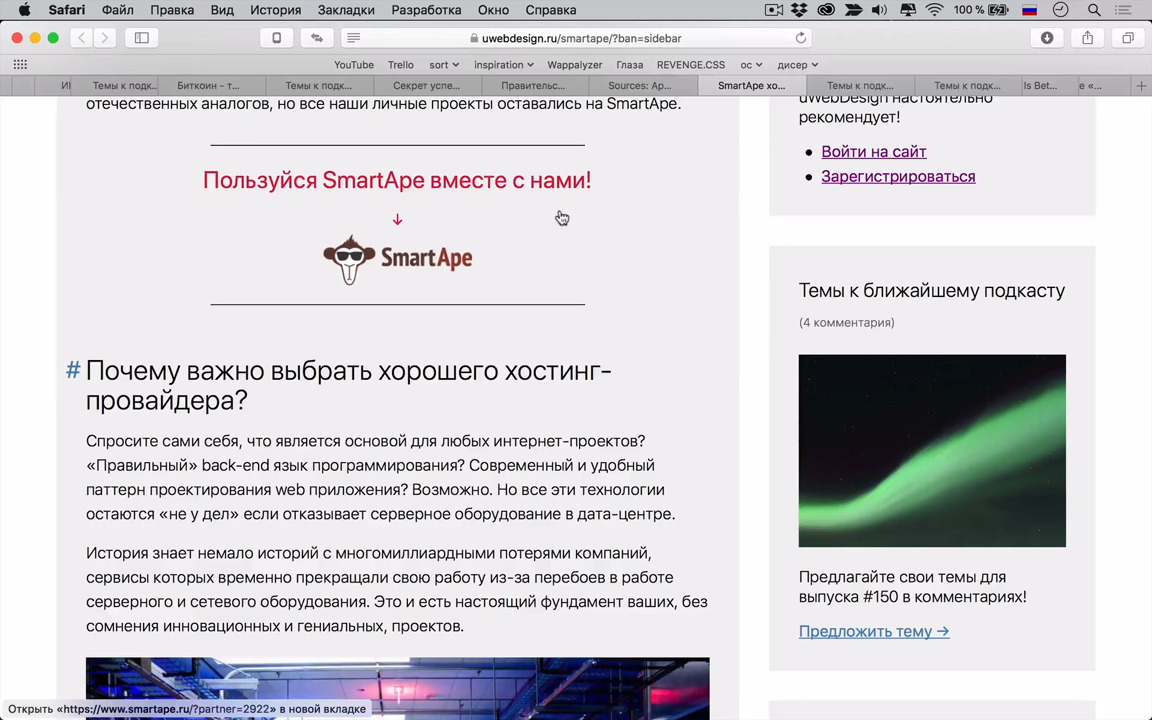 Safari Файл Правка Вид История Закладки Разработка Окно Справка 100 %
uwebdesign.ru/smartape/?ban=sidebar
YouTube Trello sort inspiration Wappalyzer Глаза REVENGE.CSS ос дисер
Темы к подк.. Биткоин – т... Темы к подк... Секрет успе... Правительс... Sources: Ap... SmartApe хо... Темы к подк... Темы к подк... Is Bet... е «...
отечественных аналогов, но все наши личные проекты оставались на SmartApe.
Пользуйся SmartApe вместе с нами!
↓
SmartApe
# Почему важно выбрать хорошего хостинг-
провайдера?
Спросите сами себя, что является основой для любых интернет-проектов?
«Правильный» back-end язык программирования? Современный и удобный
паттерн проектирования web приложения? Возможно. Но все эти технологии
остаются «не у дел» если отказывает серверное оборудование в дата-центре.
История знает немало историй с многомиллиардными потерями компаний,
сервисы которых временно прекращали свою работу из-за перебоев в работе
серверного и сетевого оборудования. Это и есть настоящий фундамент ваших, без
сомнения инновационных и гениальных, проектов.
uWebDesign настоятельно
рекомендует!
• Войти на сайт
• Зарегистрироваться
Темы к ближайшему подкасту
(4 комментария)
Предлагайте свои темы для
выпуска #150 в комментариях!
Предложить тему →
Открыть «https://www.smartape.ru/?partner=2922» в новой вкладке